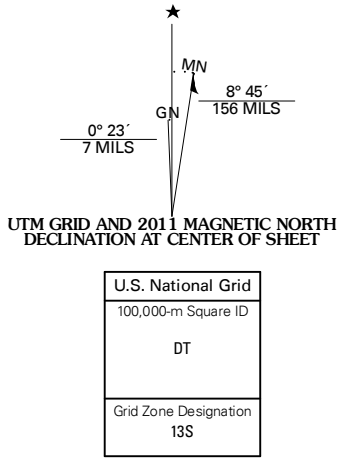 MN
GN
8° 45´
156 MILS
0° 23´
7 MILS
UTM GRID AND 2011 MAGNETIC NORTH
DECLINATION AT CENTER OF SHEET
U.S. National Grid
100,000-m Square ID
DT
Grid Zone Designation
13S